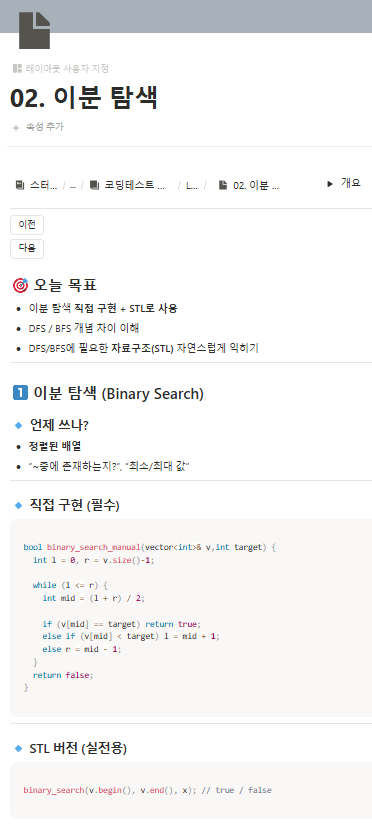 레이아웃 사용자 지정
02. 이분 탐색
+ 속성 추가
스터... / ... / 코딩테스트 ... / L... / 02. 이분 ... ▶ 개요
이전
다음
🎯 오늘 목표
• 이분 탐색 직접 구현 + STL로 사용
• DFS / BFS 개념 차이 이해
• DFS/BFS에 필요한 자료구조(STL) 자연스럽게 익히기
1️⃣ 이분 탐색 (Binary Search)
🔹 언제 쓰나?
• 정렬된 배열
• "~중에 존재하는지?", "최소/최대 값"
🔹 직접 구현 (필수)
bool binary_search_manual(vector<int>& v,int target) {
  int l = 0, r = v.size()-1;
  while (l <= r) {
    int mid = (l + r) / 2;
    if (v[mid] == target) return true;
    else if (v[mid] < target) l = mid + 1;
    else r = mid - 1;
  }
  return false;
}
🔹 STL 버전 (실전용)
binary_search(v.begin(), v.end(), x); // true / false